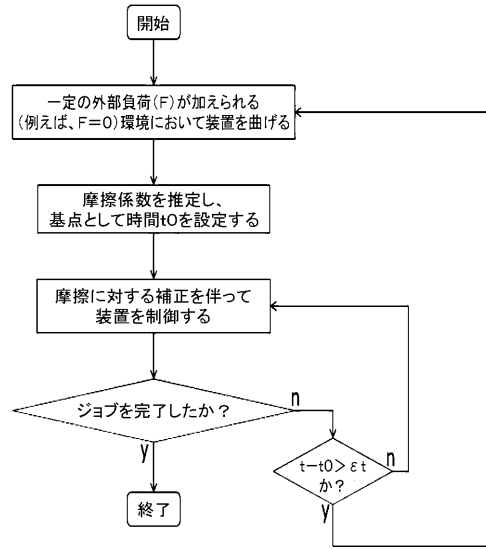 開始
一定の外部負荷(F)が加えられる
(例えば、F=0)環境において装置を曲げる
摩擦係数を推定し、
基点として時間t0を設定する
摩擦に対する補正を伴って
装置を制御する
ジョブを完了したか?
n
y
t-t0>εt
か?
n
y
終了